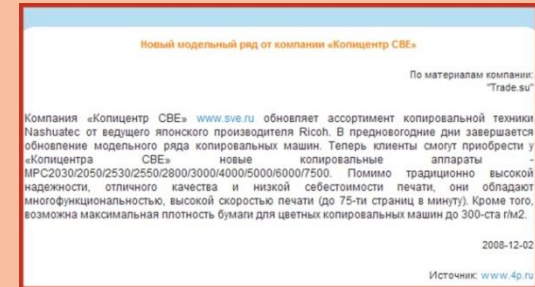 Новый модельный ряд от компании «Копицентр СВЕ»
По материалам компании:
"Trade.su"
Компания «Копицентр СВЕ» www.sve.ru обновляет ассортимент копировальной техники
Nashuatec от ведущего японского производителя Ricoh. В предновогодние дни завершается
обновление модельного ряда копировальных машин. Теперь клиенты смогут приобрести у
«Копицентра СВЕ» новые копировальные аппараты -
MPC2030/2050/2530/2550/2800/3000/4000/5000/6000/7500. Помимо традиционно высокой
надежности, отличного качества и низкой себестоимости печати, они обладают
многофункциональностью, высокой скоростью печати (до 75-ти страниц в минуту). Кроме того,
возможна максимальная плотность бумаги для цветных копировальных машин до 300-ста г/м2.
2008-12-02
Источник: www.4p.ru